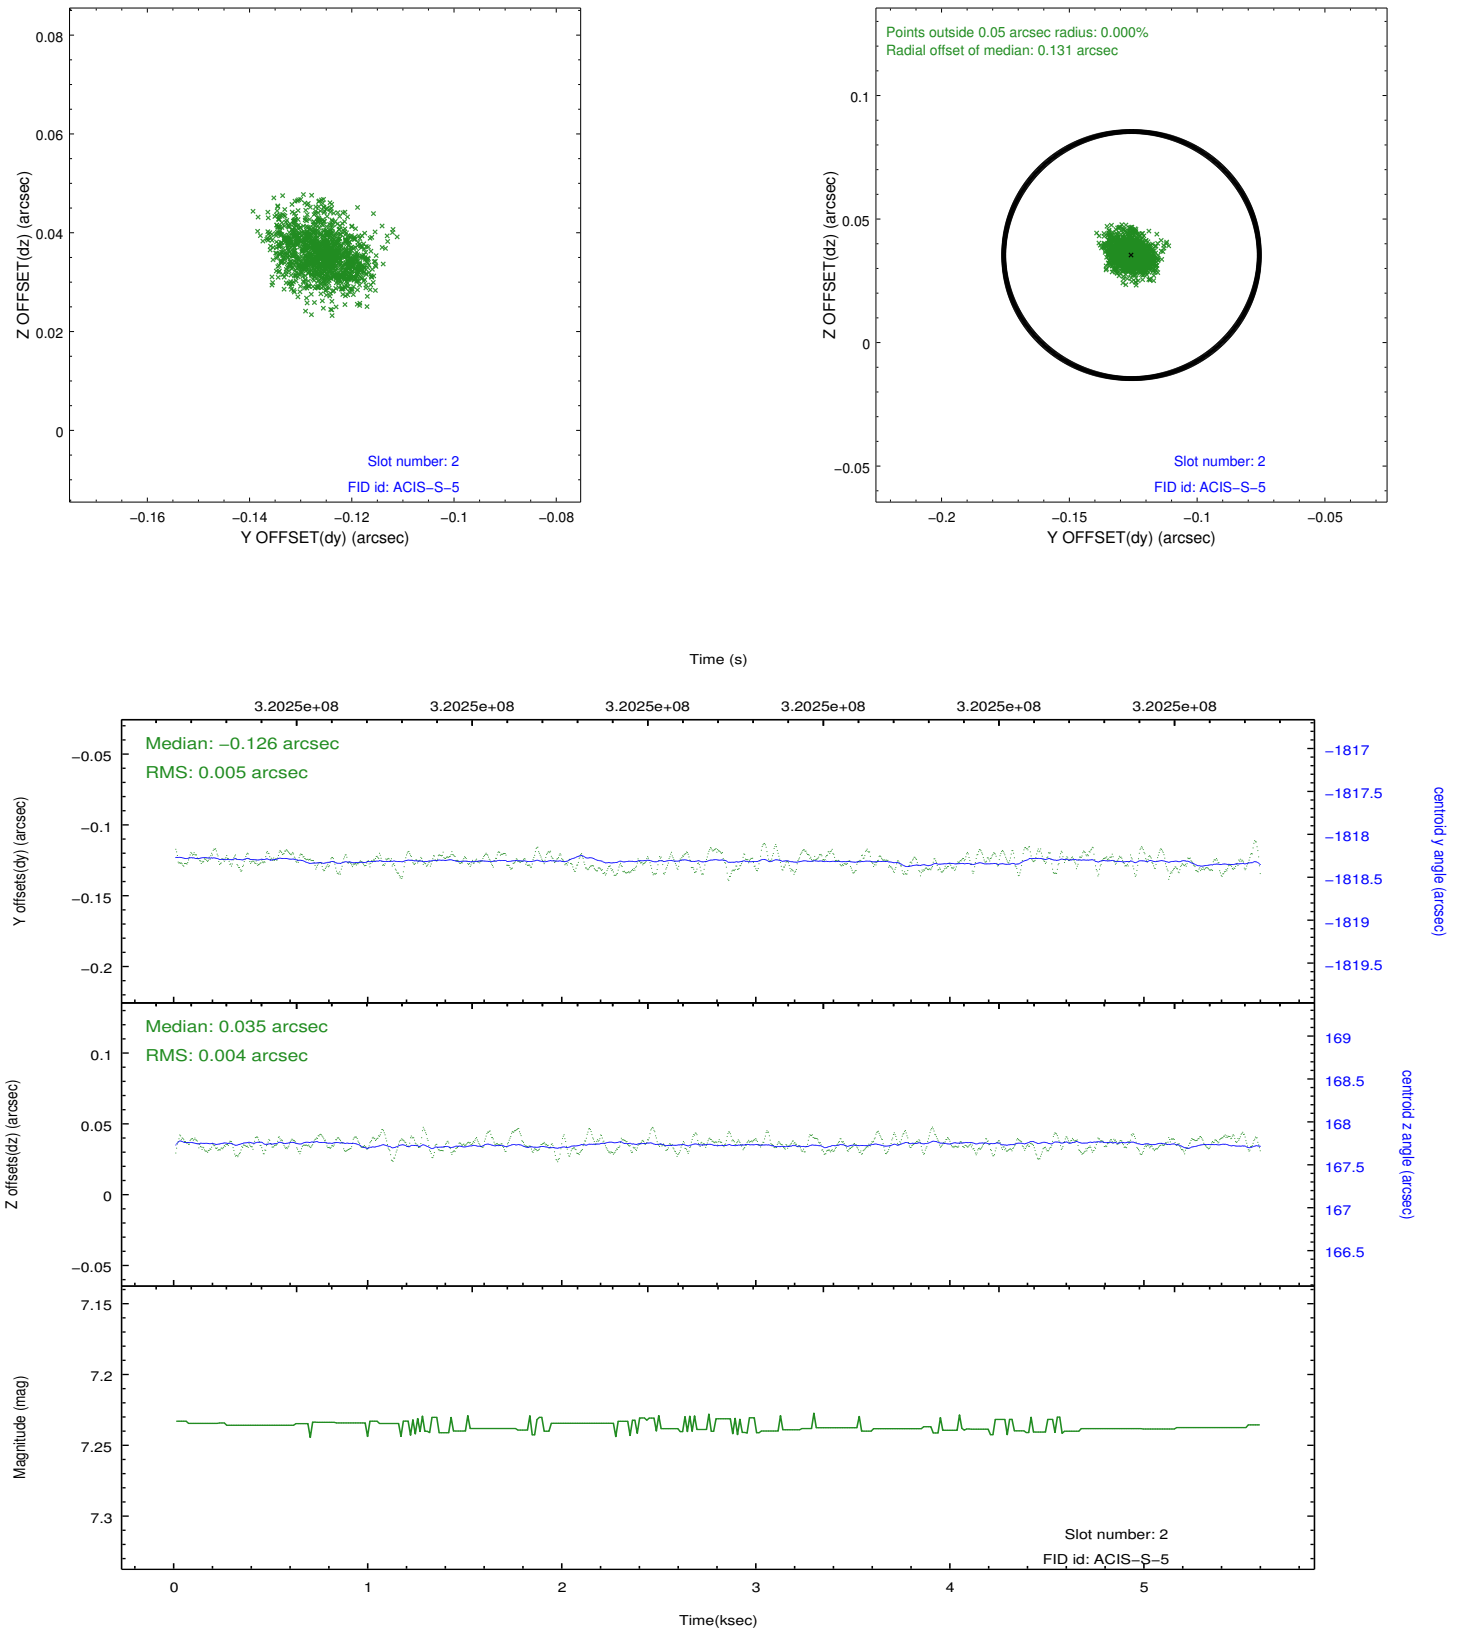 0.08
0.06
0.04
0.02
0
Z OFFSET(dz) (arcsec)
Slot number: 2
FID id: ACIS−S−5
−0.16 −0.14 −0.12 −0.1 −0.08
Y OFFSET(dy) (arcsec)
Points outside 0.05 arcsec radius: 0.000%
Radial offset of median: 0.131 arcsec
0.1
0.05
0
−0.05
Z OFFSET(dz) (arcsec)
Slot number: 2
FID id: ACIS−S−5
−0.2 −0.15 −0.1 −0.05
Y OFFSET(dy) (arcsec)
Time (s)
3.2025e+08 3.2025e+08 3.2025e+08 3.2025e+08 3.2025e+08 3.2025e+08
Median: −0.126 arcsec
RMS: 0.005 arcsec
−0.05
−0.1
−0.15
−0.2
Y offsets(dy) (arcsec)
−1817
−1817.5
−1818
−1818.5
−1819
−1819.5
centroid y angle (arcsec)
Median: 0.035 arcsec
RMS: 0.004 arcsec
0.1
0.05
0
−0.05
Z offsets(dz) (arcsec)
169
168.5
168
167.5
167
166.5
centroid z angle (arcsec)
7.15
7.2
7.25
7.3
Magnitude (mag)
Slot number: 2
FID id: ACIS−S−5
0 1 2 3 4 5
Time(ksec)